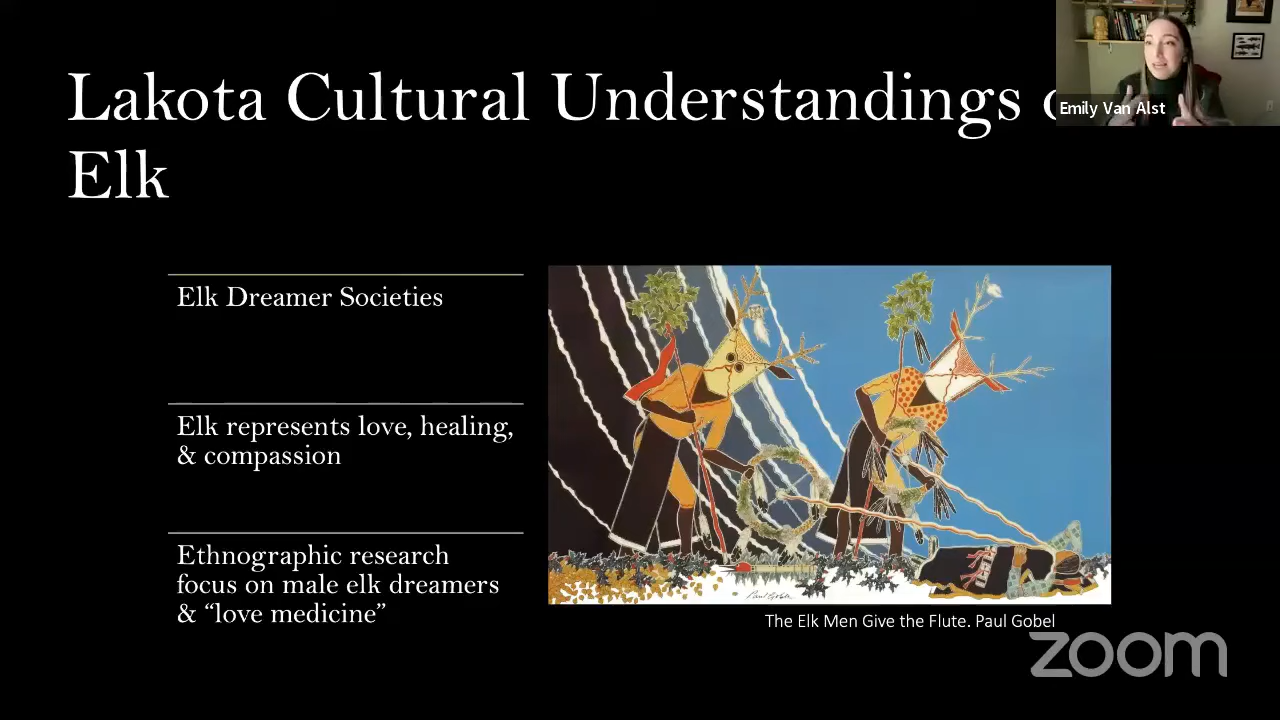 Lakota Cultural Understandings
Elk
Emily Van Alst
Elk Dreamer Societies
Elk represents love, healing,
& compassion
Ethnographic research
focus on male elk dreamers
& “love medicine”
The Elk Men Give the Flute. Paul Gobel
zoom